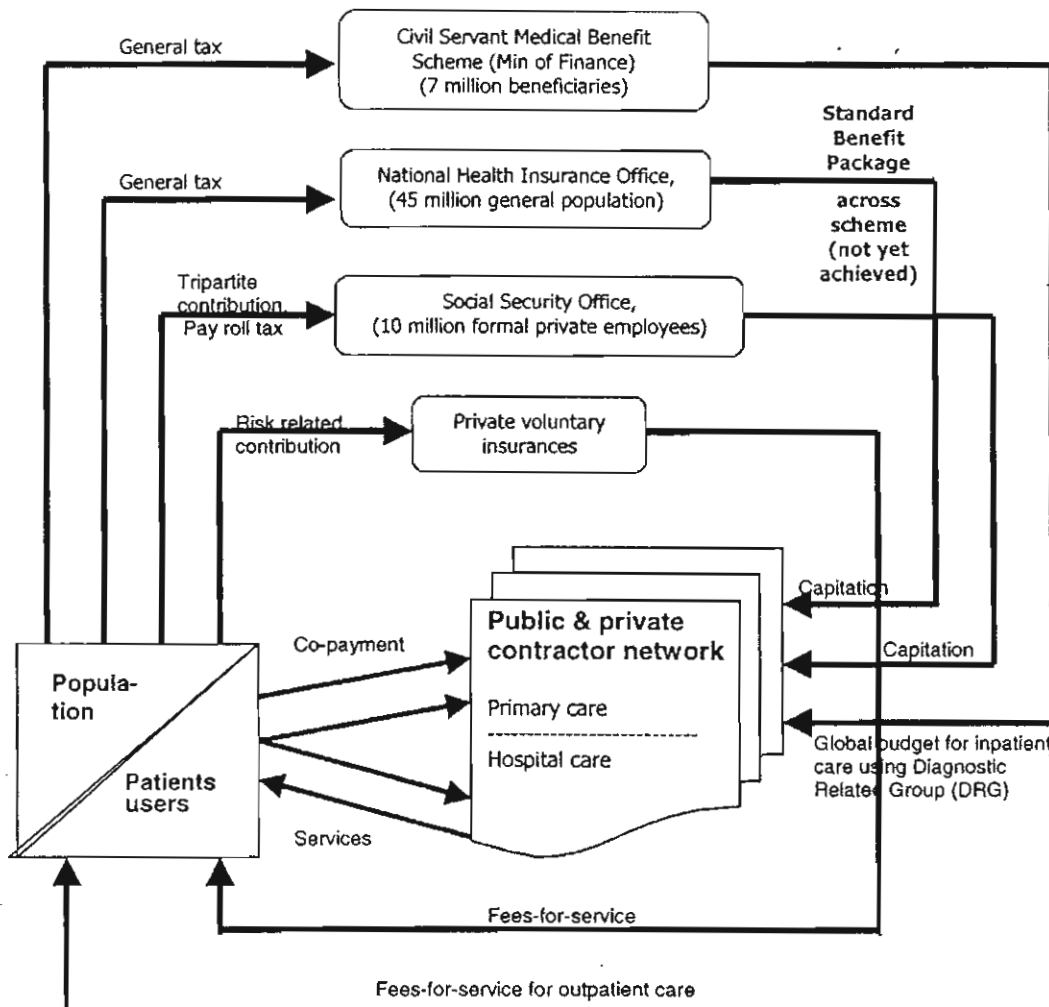 General tax
Civil Servant Medical Benefit
Scheme (Min of Finance)
(7 million beneficiaries)
Standard
Benefit
Package
across
scheme
(not yet
achieved)
General tax
National Health Insurance Office,
(45 million general population)
Tripartite
contribution.
Pay roll tax
Social Security Office,
(10 million formal private employees)
Risk related
contribution
Private voluntary
insurances
Capitation
Capitation
Global budget for inpatient
care using Diagnostic
Related Group (DRG)
Public & private
contractor network
Primary care
Hospital care
Co-payment
Popula-
tion
Patients
users
Services
Fees-for-service
Fees-for-service for outpatient care